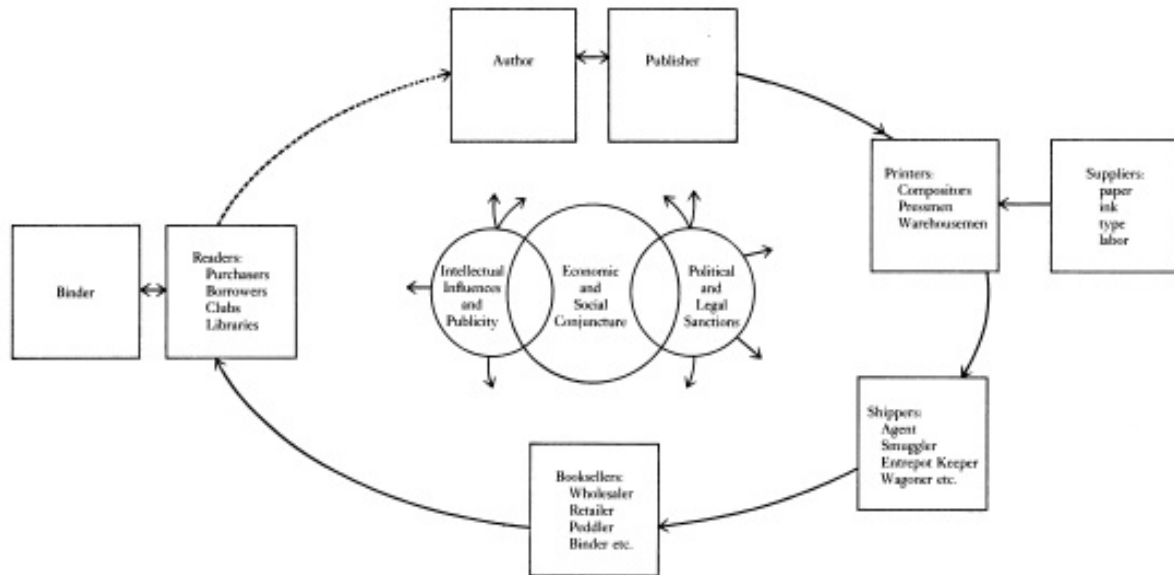 Author
Publisher
Printers:
Compositors
Pressmen
Warehousemen
Suppliers:
paper
ink
type
labor
Binder
Readers:
Purchasers
Borrowers
Clubs
Libraries
Intellectual
Influences
and
Publicity
Economic
and
Social
Conjuncture
Political
and
Legal
Sanctions
Shippers:
Agent
Smuggler
Entrepot Keeper
Wagoner etc.
Booksellers:
Wholesaler
Retailer
Peddler
Binder etc.